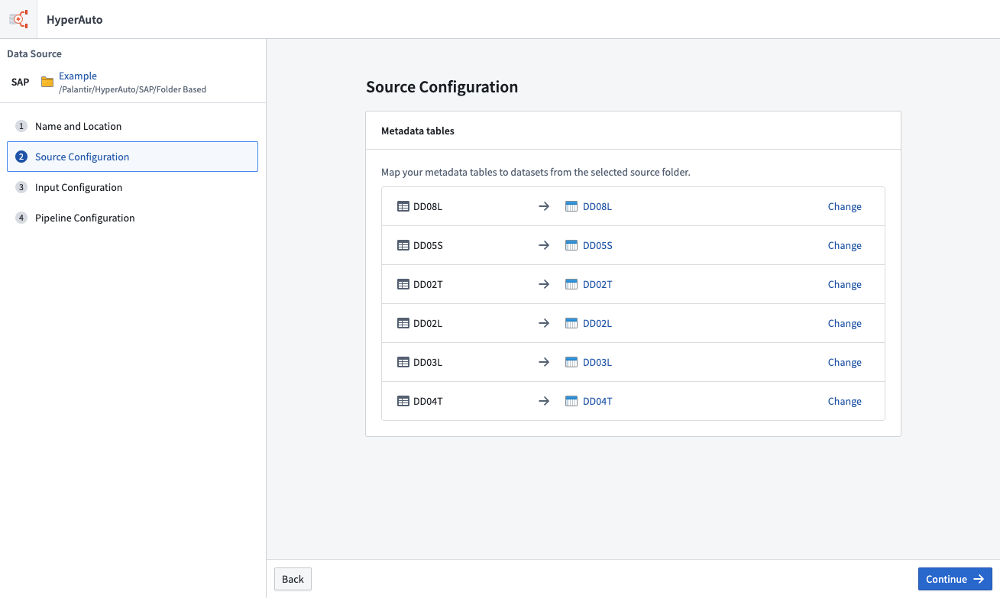 HyperAuto
Data Source
SAP
Example
/Palantir/HyperAuto/SAP/Folder Based
1 Name and Location
2 Source Configuration
3 Input Configuration
4 Pipeline Configuration
Source Configuration
Metadata tables
Map your metadata tables to datasets from the selected source folder.
DD08L → DD08L Change
DD05S → DD05S Change
DD02T → DD02T Change
DD02L → DD02L Change
DD03L → DD03L Change
DD04T → DD04T Change
Back
Continue →